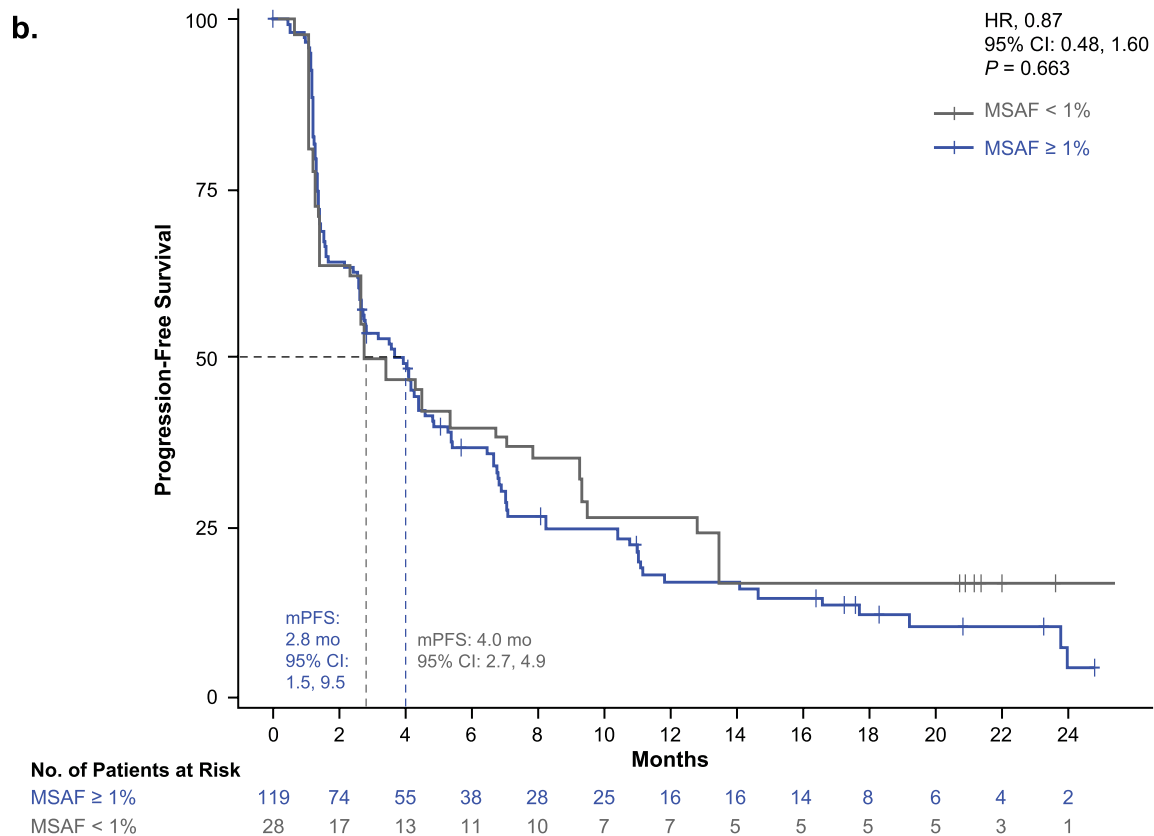 b.
HR, 0.87
95% CI: 0.48, 1.60
P = 0.663
MSAF < 1%
MSAF ≥ 1%
Progression-Free Survival
100
75
50
25
0
mPFS:
2.8 mo
95% CI:
1.5, 9.5
mPFS: 4.0 mo
95% CI: 2.7, 4.9
0 2 4 6 8 10 12 14 16 18 20 22 24
Months
No. of Patients at Risk
MSAF ≥ 1% 119 74 55 38 28 25 16 16 14 8 6 4 2
MSAF < 1% 28 17 13 11 10 7 7 5 5 5 5 3 1